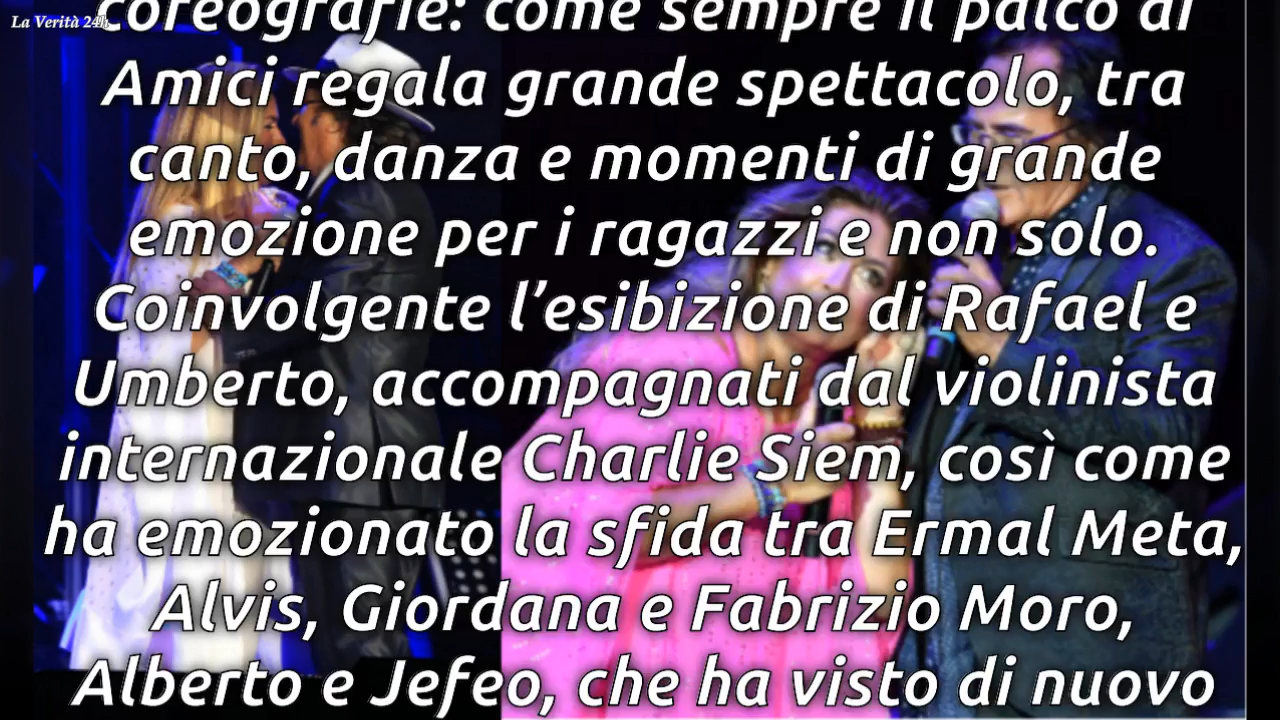 La Verità 24h
coreografie: come sempre il palco di
Amici regala grande spettacolo, tra
canto, danza e momenti di grande
emozione per i ragazzi e non solo.
Coinvolgente l’esibizione di Rafael e
Umberto, accompagnati dal violinista
internazionale Charlie Siem, così come
ha emozionato la sfida tra Ermal Meta,
Alvis, Giordana e Fabrizio Moro,
Alberto e Jefeo, che ha visto di nuovo